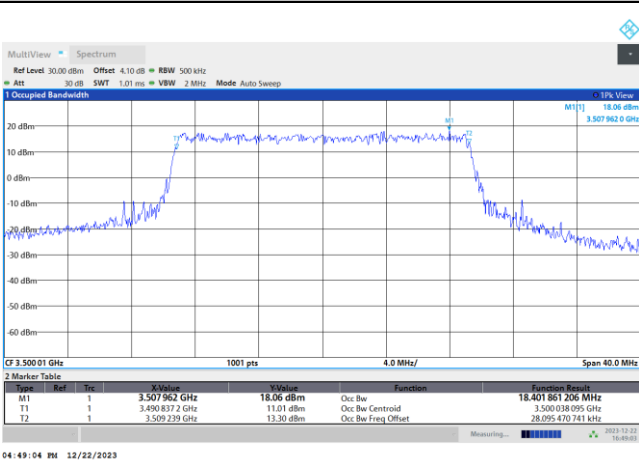 MultiView Spectrum
Ref Level 30.00 dBm Offset 4.10 dB RBW 500 kHz
Att 30 dB SWT 1.01 ms VBW 2 MHz Mode Auto Sweep
1 Occupied Bandwidth 1Pk View
M1[1] 18.06 dBm
3.507 962 0 GHz
M1
T1 T2
20 dBm
10 dBm
0 dBm
-10 dBm
-20 dBm
-30 dBm
-40 dBm
-50 dBm
-60 dBm
CF 3.500 01 GHz 1001 pts 4.0 MHz/ Span 40.0 MHz
2 Marker Table
Type Ref Trc X-Value Y-Value Function Function Result
M1 1 3.507 962 GHz 18.06 dBm Occ Bw 18.401 861 206 MHz
T1 1 3.490 837 2 GHz 11.01 dBm Occ Bw Centroid 3.500 038 095 GHz
T2 1 3.509 239 GHz 13.30 dBm Occ Bw Freq Offset 28.095 470 741 kHz
Measuring... 2023-12-22
16:49:03
04:49:04 PM 12/22/2023